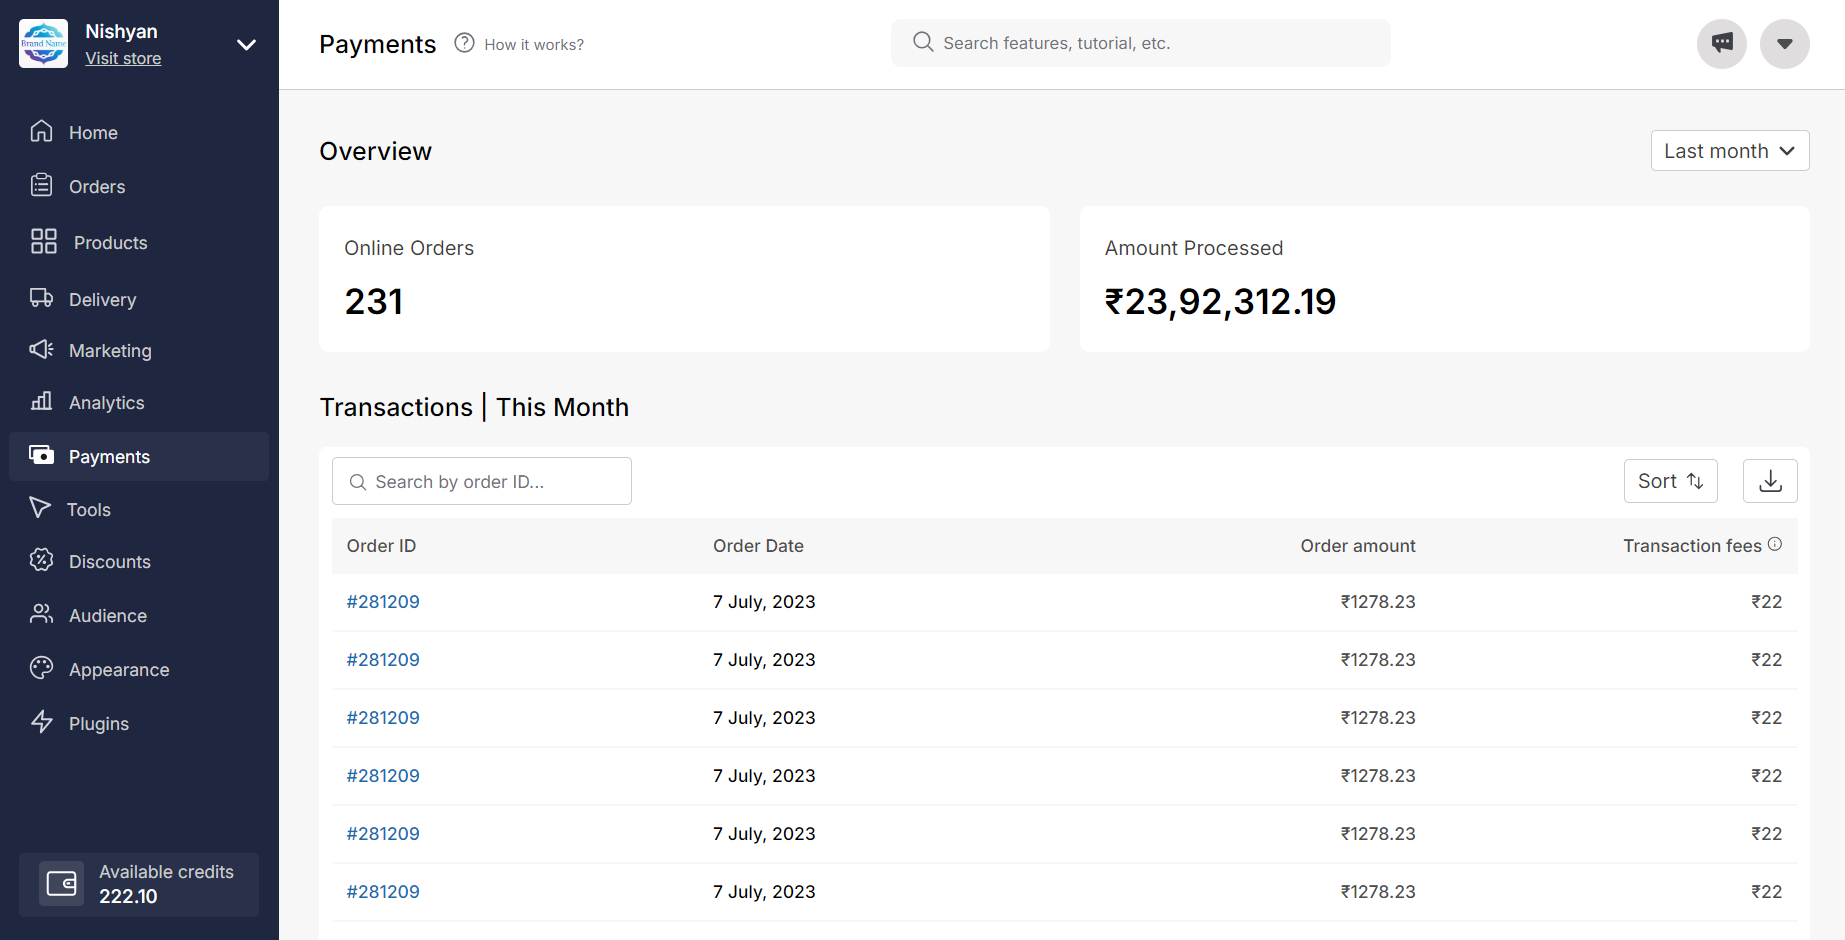 Brand Name
Nishyan
Visit store
Home
Orders
Products
Delivery
Marketing
Analytics
Payments
Tools
Discounts
Audience
Appearance
Plugins
Available credits
222.10
Payments
How it works?
Search features, tutorial, etc.
Overview
Last month
Online Orders
231
Amount Processed
₹23,92,312.19
Transactions | This Month
Search by order ID...
Sort
Order ID Order Date Order amount Transaction fees
#281209 7 July, 2023 ₹1278.23 ₹22
#281209 7 July, 2023 ₹1278.23 ₹22
#281209 7 July, 2023 ₹1278.23 ₹22
#281209 7 July, 2023 ₹1278.23 ₹22
#281209 7 July, 2023 ₹1278.23 ₹22
#281209 7 July, 2023 ₹1278.23 ₹22